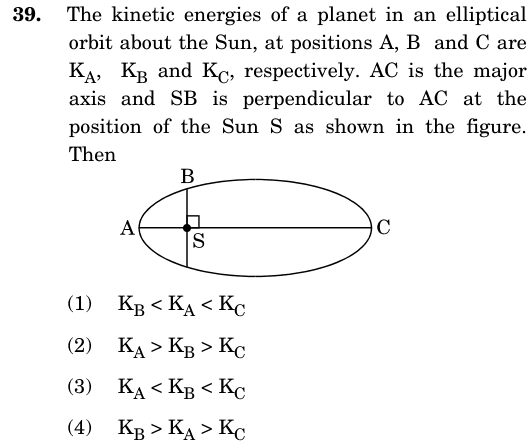 39. The kinetic energies of a planet in an elliptical
orbit about the Sun, at positions A, B and C are
K_A, K_B and K_C, respectively. AC is the major
axis and SB is perpendicular to AC at the
position of the Sun S as shown in the figure.
Then
B
A
S
C
(1) K_B < K_A < K_C
(2) K_A > K_B > K_C
(3) K_A < K_B < K_C
(4) K_B > K_A > K_C